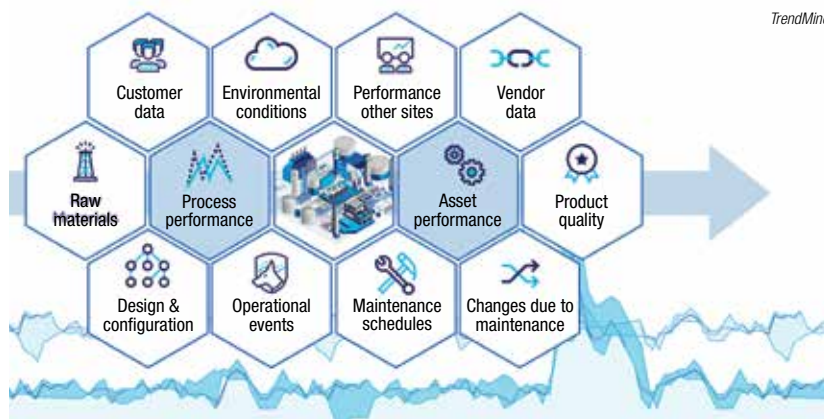 TrendMiner
Customer
data
Environmental
conditions
Performance
other sites
Vendor
data
Raw
materials
Process
performance
Asset
performance
Product
quality
Design &
configuration
Operational
events
Maintenance
schedules
Changes due to
maintenance